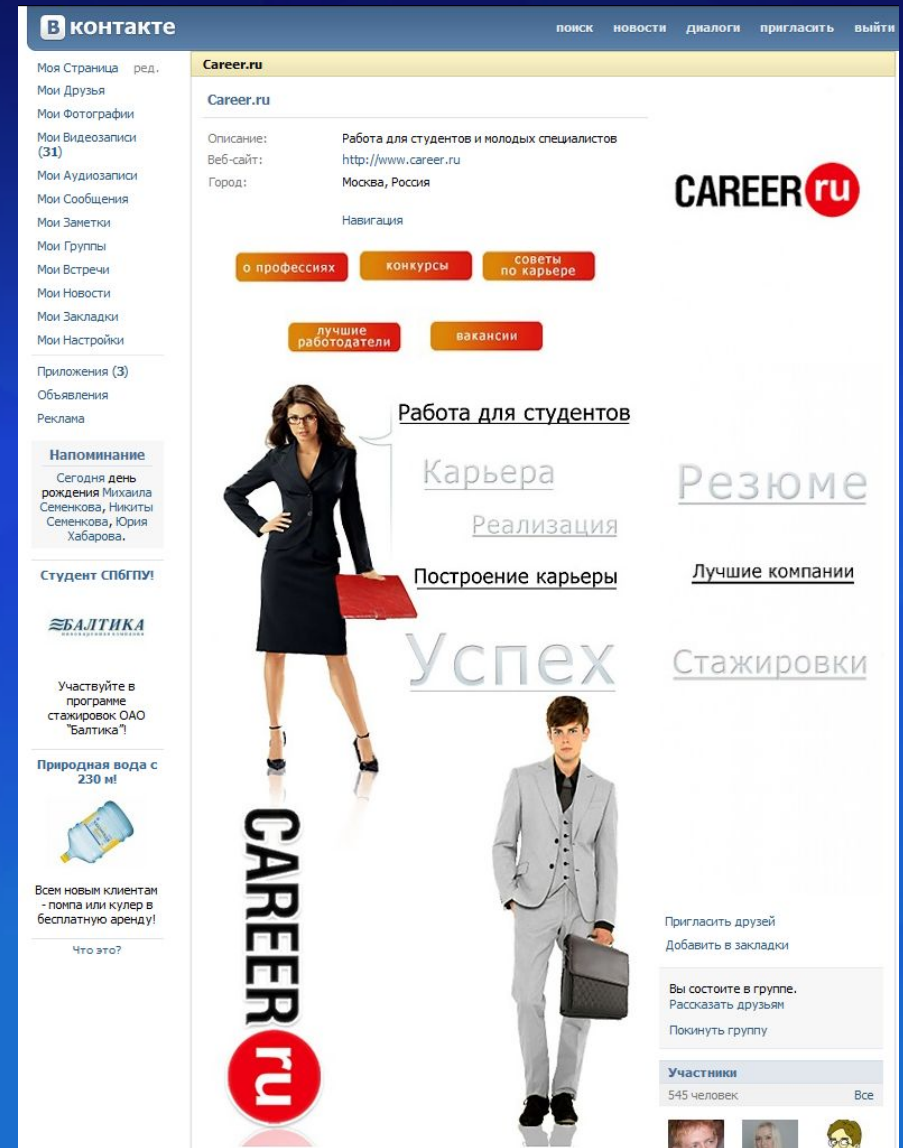 В контакте
поиск новости диалоги пригласить выйти
Моя Страница ред.
Мои Друзья
Мои Фотографии
Мои Видеозаписи
(31)
Мои Аудиозаписи
Мои Сообщения
Мои Заметки
Мои Группы
Мои Встречи
Мои Новости
Мои Закладки
Мои Настройки
Приложения (3)
Объявления
Реклама
Напоминание
Сегодня день
рождения Михаила
Семенкова, Никиты
Семенкова, Юрия
Хабарова.
Студент СПбГПУ!
БАЛТИКА
Участвуйте в
программе
стажировок ОАО
"Балтика"!
Природная вода с
230 м!
Всем новым клиентам
- помпа или кулер в
бесплатную аренду!
Что это?
Career.ru
Career.ru
Описание: Работа для студентов и молодых специалистов
Веб-сайт: http://www.career.ru
Город: Москва, Россия
Навигация
о профессиях
конкурсы
советы
по карьере
лучшие
работодатели
вакансии
Работа для студентов
Карьера
Реализация
Построение карьеры
Успех
CAREER ru
CAREER ru
Резюме
Лучшие компании
Стажировки
Пригласить друзей
Добавить в закладки
Вы состоите в группе.
Рассказать друзьям
Покинуть группу
Участники
545 человек Все